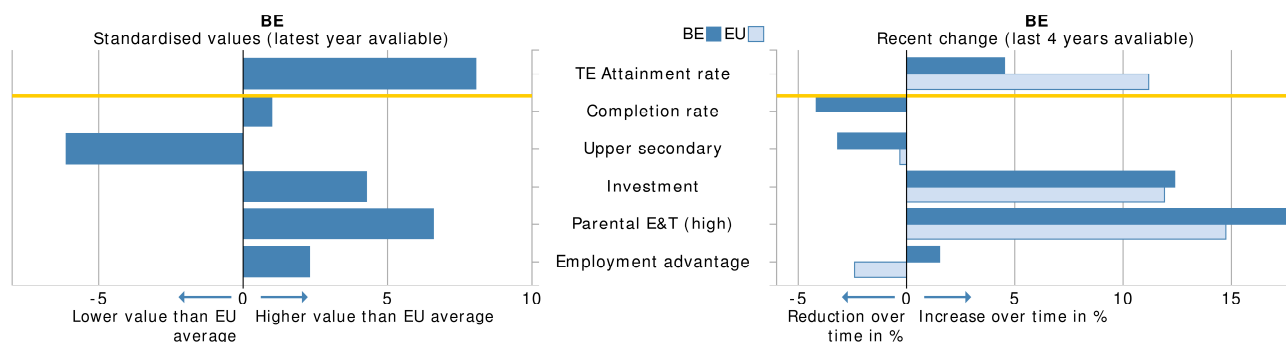 BE
Standardised values (latest year avaliable)
BE EU
BE
Recent change (last 4 years avaliable)
TE Attainment rate
Completion rate
Upper secondary
Investment
Parental E&T (high)
Employment advantage
-5 0 5 10
Lower value than EU average
Higher value than EU average
-5 0 5 10 15
Reduction over time in %
Increase over time in %